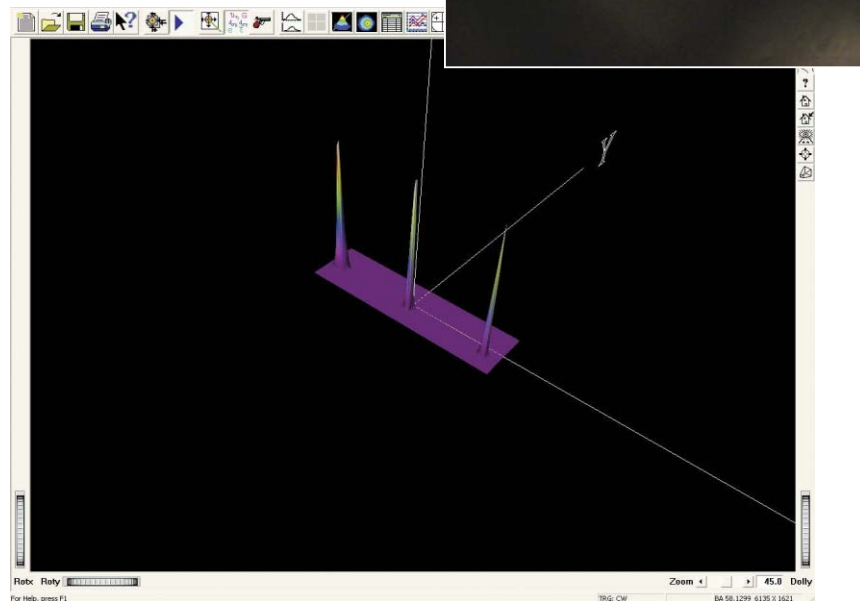 ?
Y
Rotx Roty
Zoom 45.0 Dolly
For Help, press F1
TRG: CW
BA 58.1299 6135 X 1621